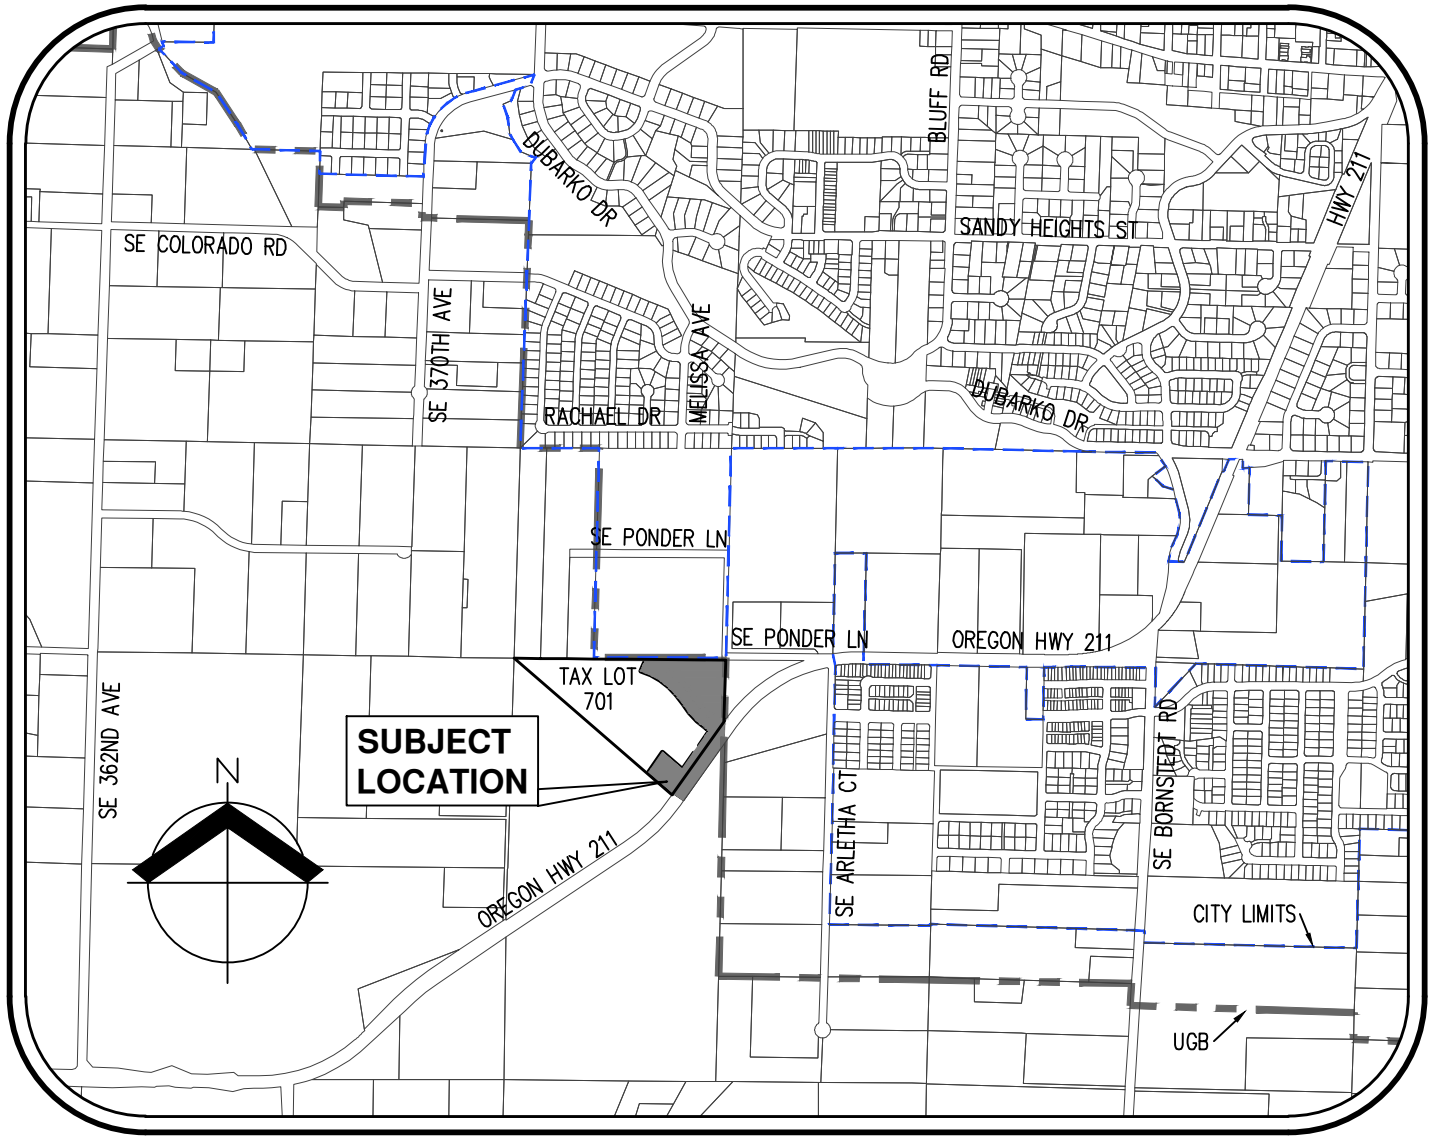 BLUFF RD
DUBARKO DR
HWY 211
SANDY HEIGHTS ST
SE COLORADO RD
SE 370TH AVE
MELISSA AVE
DUBARKO DR
RACHAEL DR
SE PONDER LN
SE PONDER LN
OREGON HWY 211
TAX LOT
701
SE 362ND AVE
SUBJECT
LOCATION
N
SE BORNSTEDT RD
SE ARLETHA CT
OREGON HWY 211
CITY LIMITS
UGB